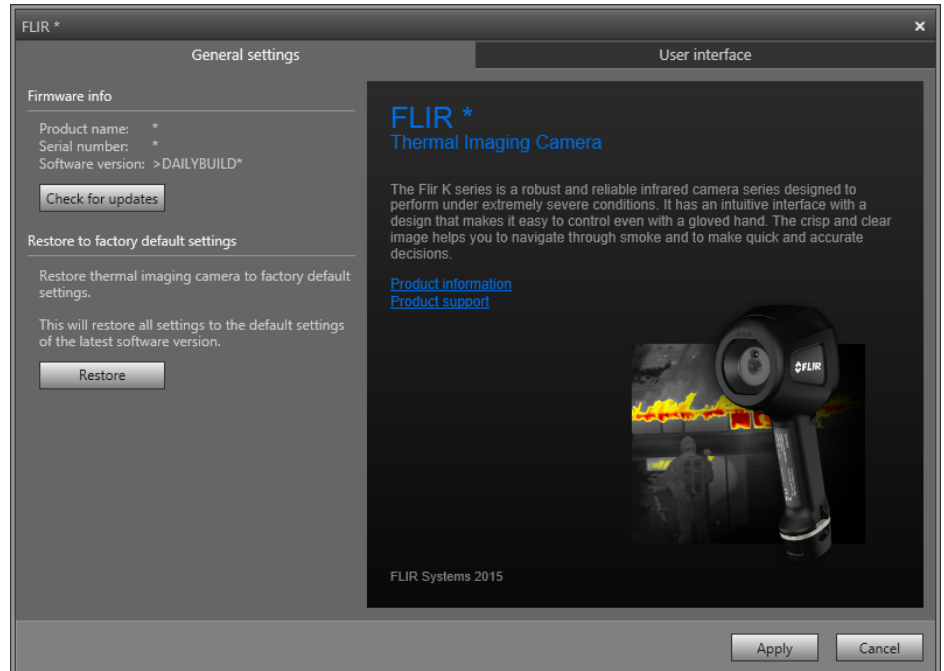 FLIR *
General settings
User interface
Firmware info
Product name: *
Serial number: *
Software version: >DAILYBUILD*
Check for updates
Restore to factory default settings
Restore thermal imaging camera to factory default
settings.
This will restore all settings to the default settings
of the latest software version.
Restore
FLIR *
Thermal Imaging Camera
The Flir K series is a robust and reliable infrared camera series designed to
perform under extremely severe conditions. It has an intuitive interface with a
design that makes it easy to control even with a gloved hand. The crisp and clear
image helps you to navigate through smoke and to make quick and accurate
decisions.
Product information
Product support
FLIR
FLIR Systems 2015
Apply
Cancel